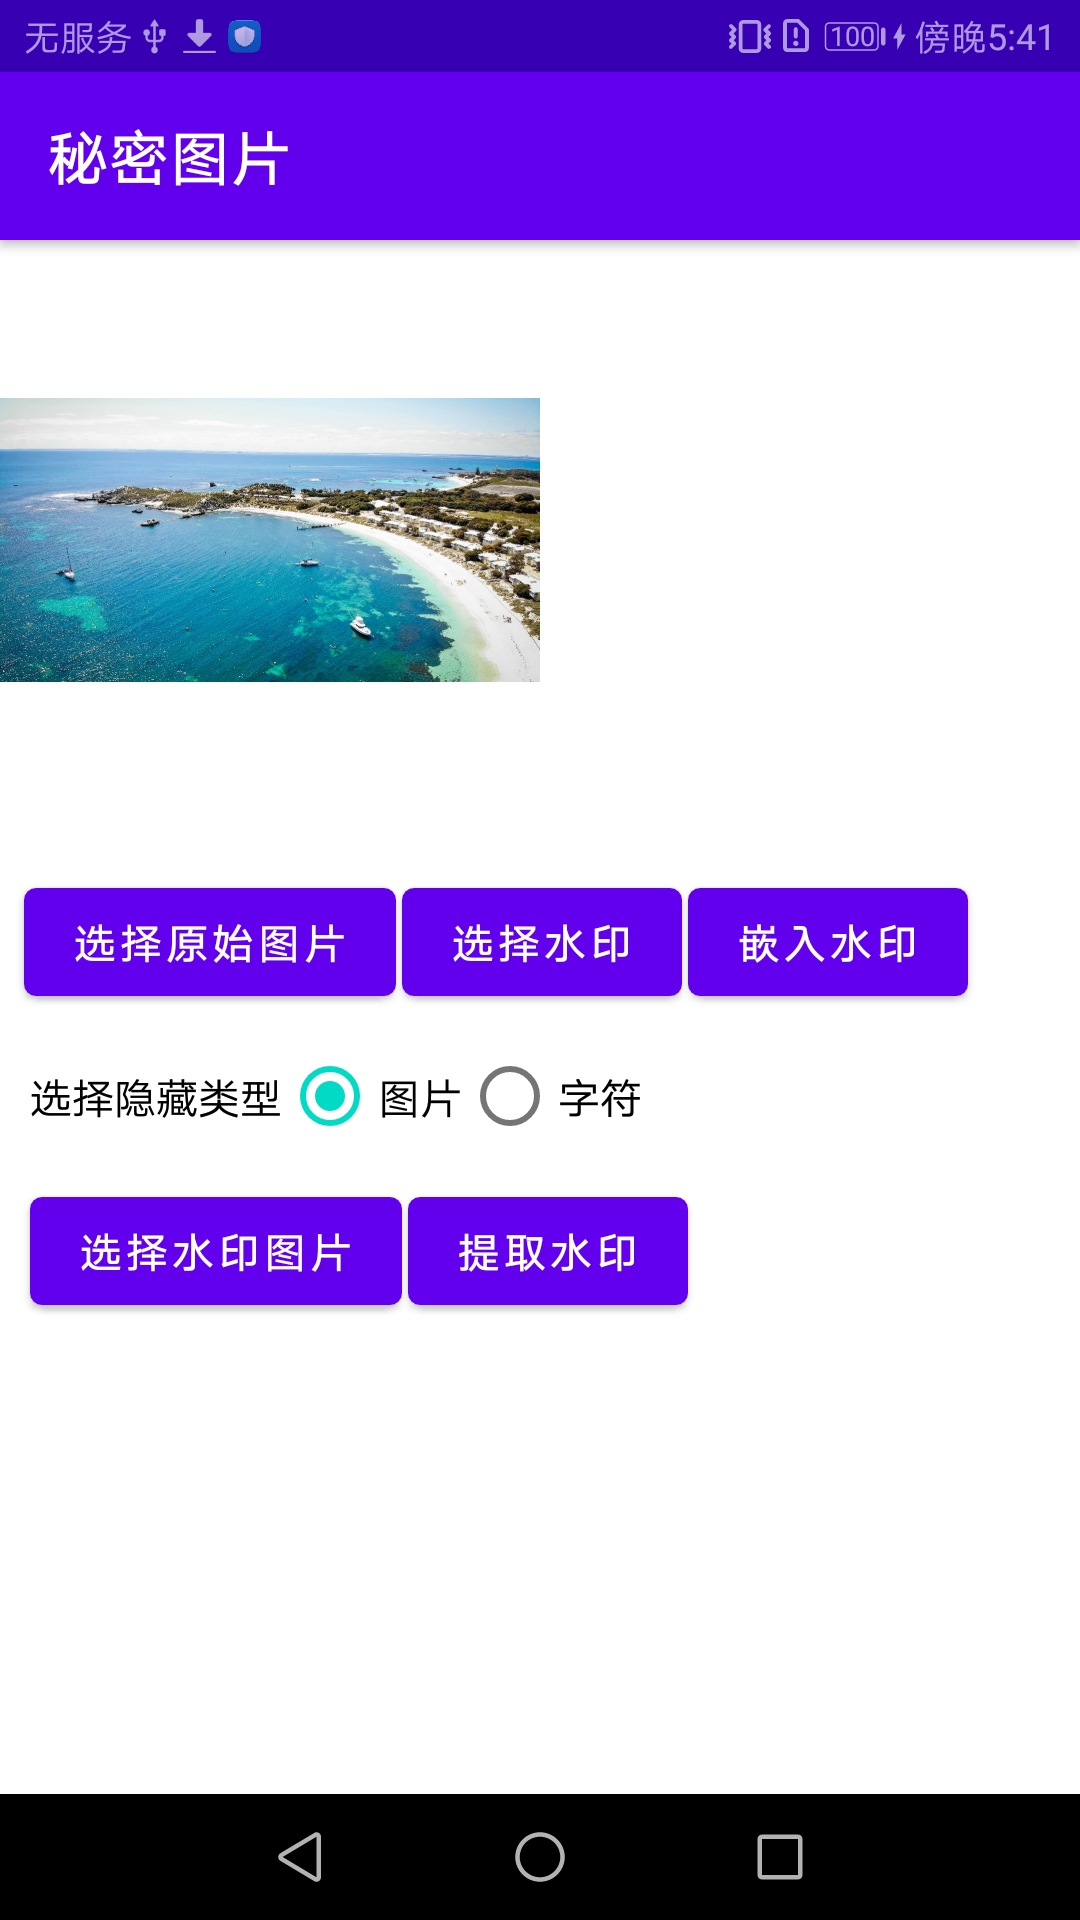 无服务 100 傍晚5:41
秘密图片
选择原始图片 选择水印 嵌入水印
选择隐藏类型 图片 字符
选择水印图片 提取水印